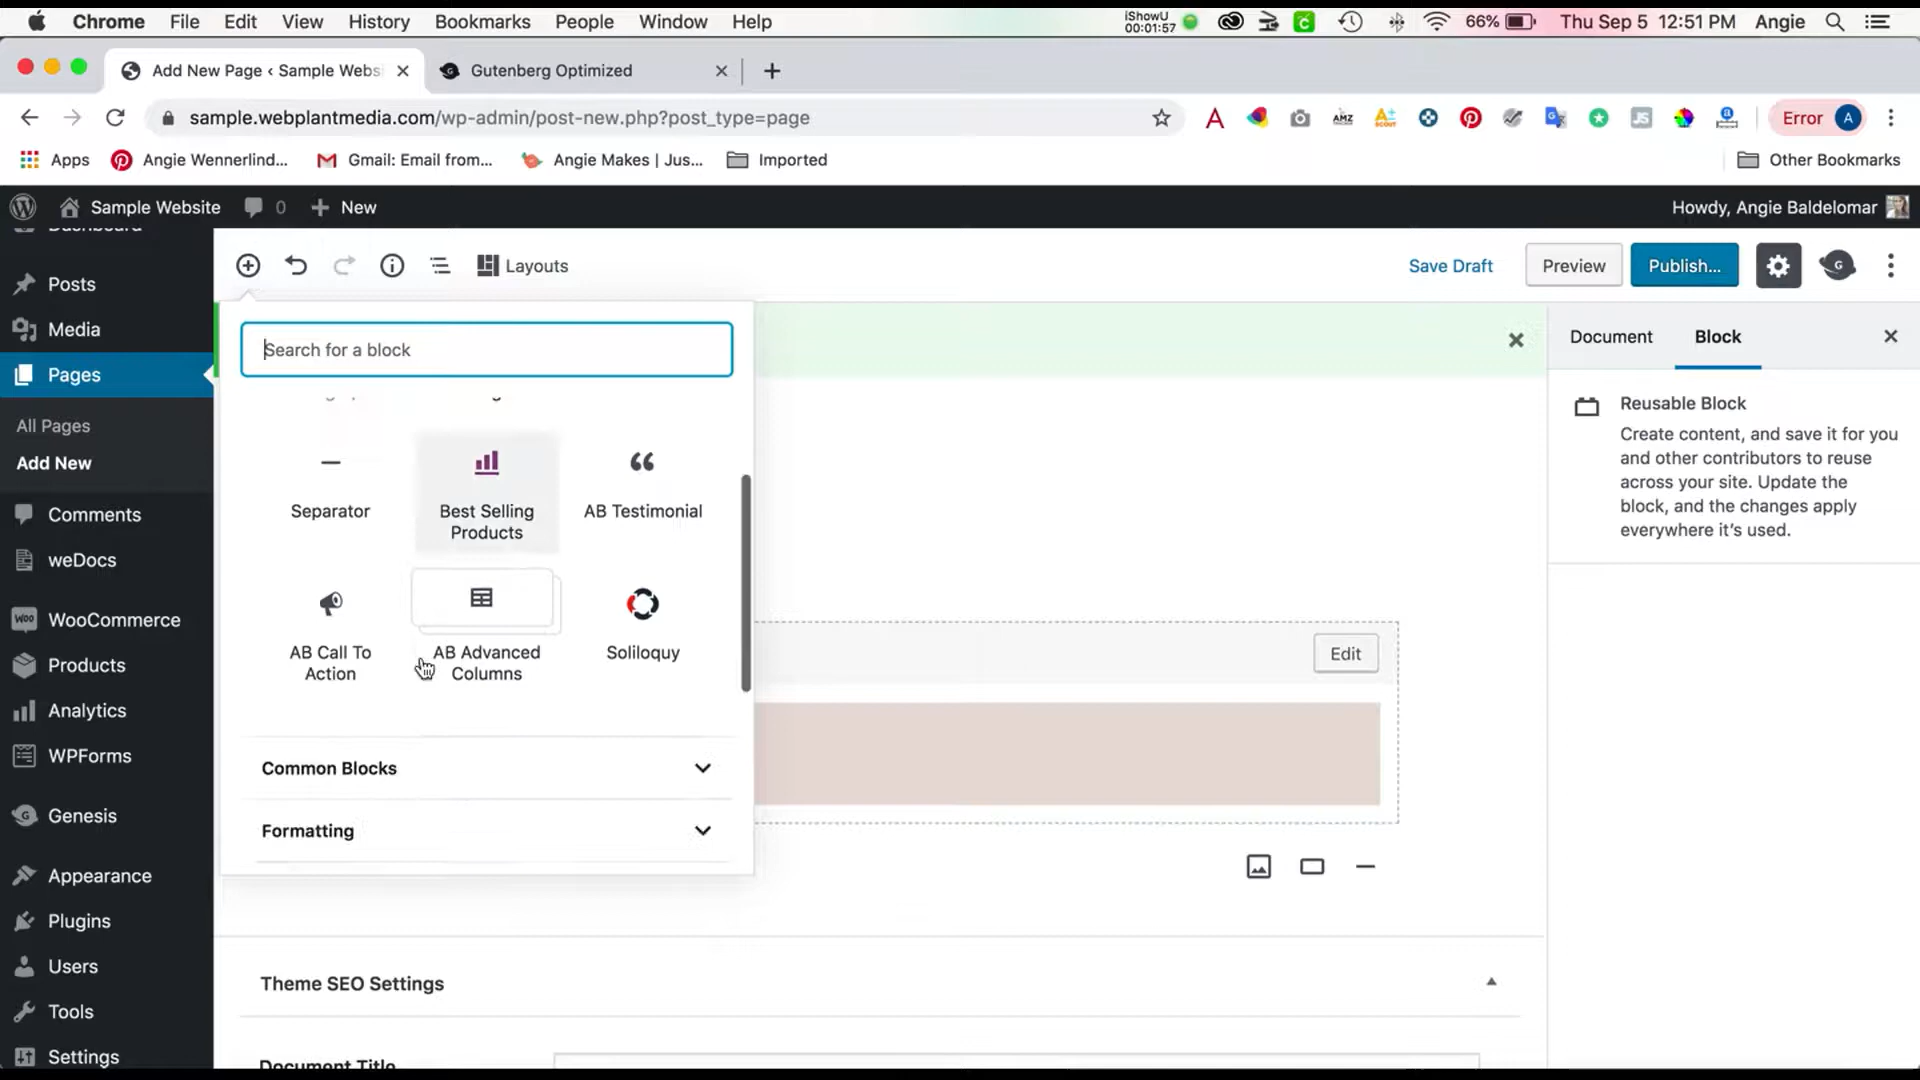 Chrome File Edit View History Bookmarks People Window Help
iShowU
00:01:57
66%
Thu Sep 5 12:51 PM Angie
Add New Page ‹ Sample Webs
Gutenberg Optimized
sample.webplantmedia.com/wp-admin/post-new.php?post_type=page
Error A
Apps
Angie Wennerlind...
Gmail: Email from...
Angie Makes | Jus...
Imported
Other Bookmarks
Sample Website
0
New
Howdy, Angie Baldelomar
Dashboard
Posts
Media
Pages
All Pages
Add New
Comments
weDocs
WooCommerce
Products
Analytics
WPForms
Genesis
Appearance
Plugins
Users
Tools
Settings
Layouts
Save Draft
Preview
Publish...
Search for a block
Separator
Best Selling
Products
AB Testimonial
AB Call To
Action
AB Advanced
Columns
Soliloquy
Common Blocks
Formatting
Edit
Theme SEO Settings
Document Title
Document
Block
Reusable Block
Create content, and save it for you
and other contributors to reuse
across your site. Update the
block, and the changes apply
everywhere it’s used.